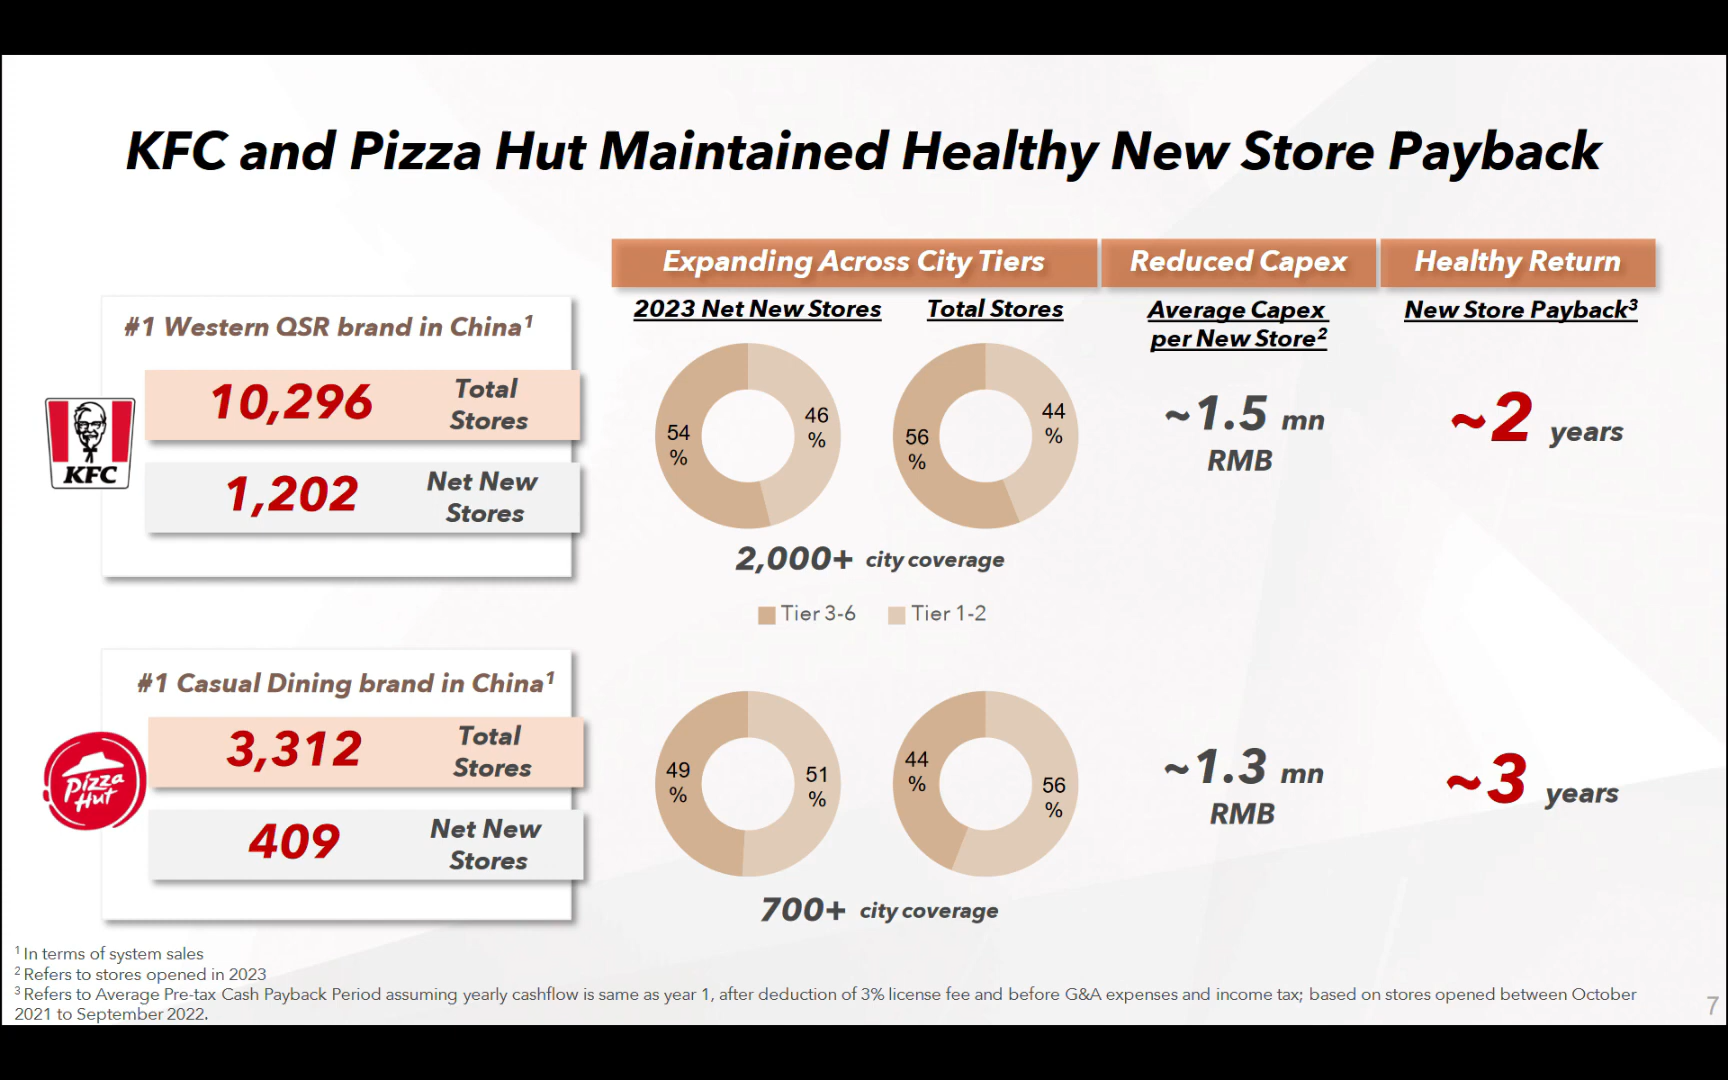 KFC and Pizza Hut Maintained Healthy New Store Payback
Expanding Across City Tiers
Reduced Capex
Healthy Return
2023 Net New Stores
Total Stores
Average Capex
per New Store²
New Store Payback³
#1 Western QSR brand in China¹
KFC
10,296
Total
Stores
1,202
Net New
Stores
54
%
46
%
56
%
44
%
2,000+ city coverage
~1.5 mn
RMB
~2 years
Tier 3-6
Tier 1-2
#1 Casual Dining brand in China¹
Pizza
Hut
3,312
Total
Stores
409
Net New
Stores
49
%
51
%
44
%
56
%
700+ city coverage
~1.3 mn
RMB
~3 years
¹ In terms of system sales
² Refers to stores opened in 2023
³ Refers to Average Pre-tax Cash Payback Period assuming yearly cashflow is same as year 1, after deduction of 3% license fee and before G&A expenses and income tax; based on stores opened between October
2021 to September 2022.
7